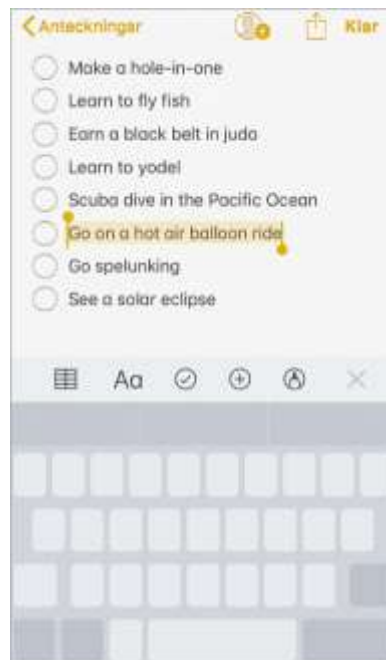 Anteckningar Klar
Make a hole-in-one
Learn to fly fish
Earn a black belt in judo
Learn to yodel
Scuba dive in the Pacific Ocean
Go on a hot air balloon ride
Go spelunking
See a solar eclipse
Aa